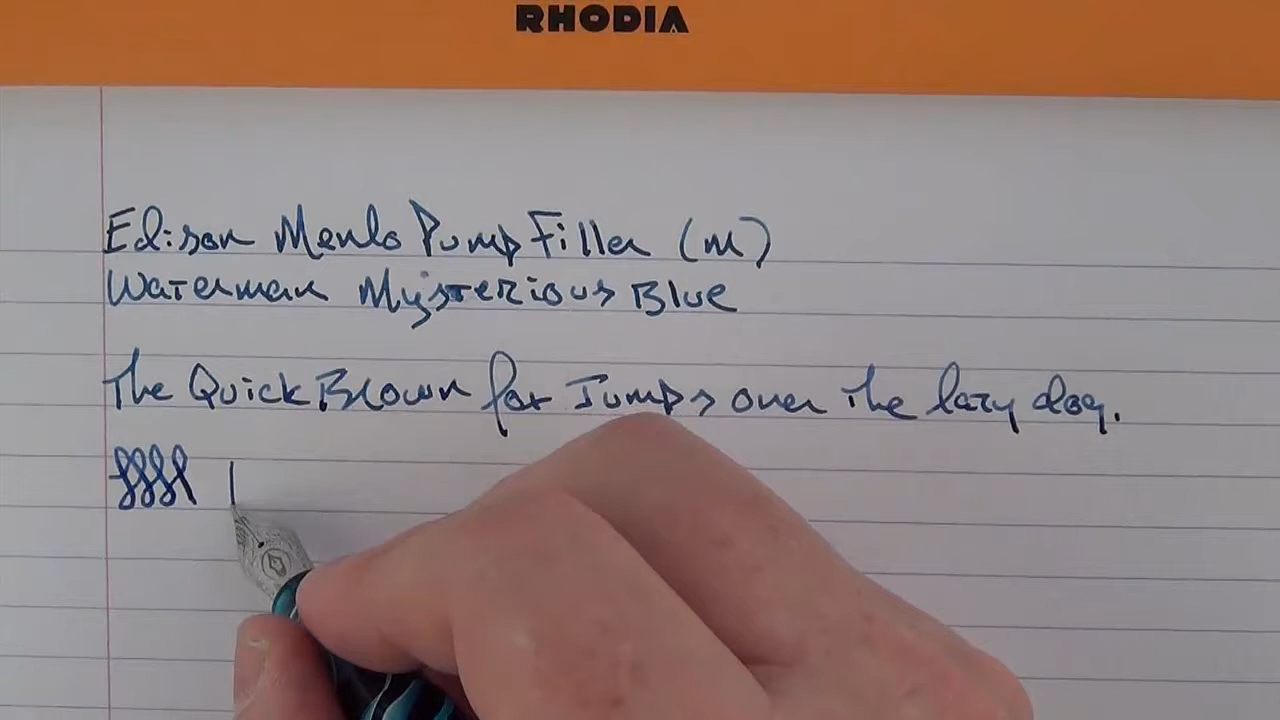 RHODIA
Edison Menlo Pump Filler (M)
Waterman Mysterious Blue
The Quick Brown fox Jumps over The lazy dog.